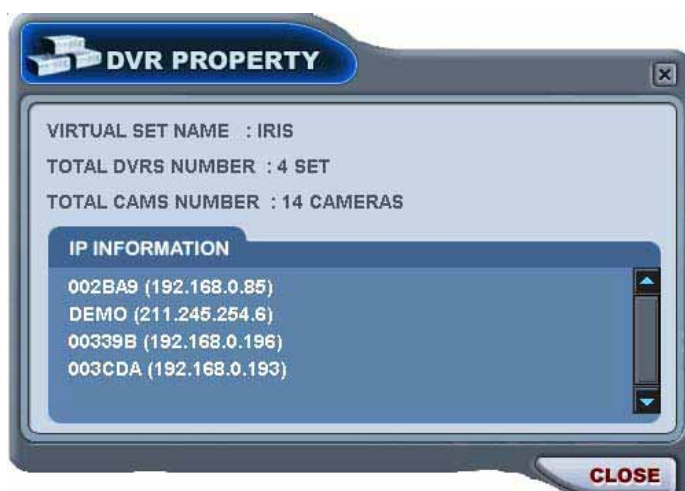 DVR PROPERTY
VIRTUAL SET NAME : IRIS
TOTAL DVRS NUMBER : 4 SET
TOTAL CAMS NUMBER : 14 CAMERAS
IP INFORMATION
002BA9 (192.168.0.85)
DEMO (211.245.254.6)
00339B (192.168.0.196)
003CDA (192.168.0.193)
CLOSE